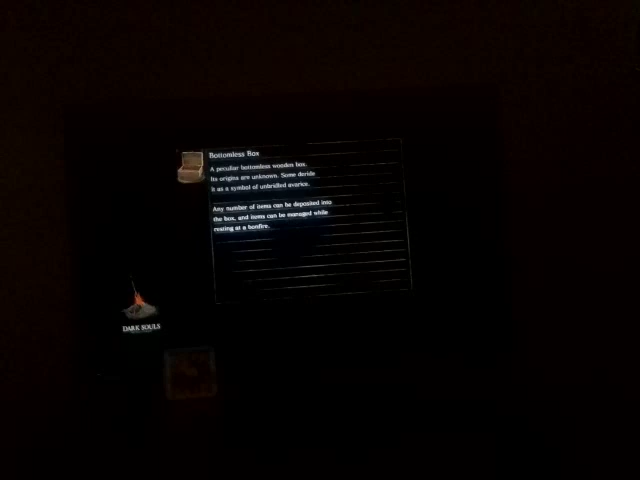 Bottomless Box
A peculiar bottomless wooden box.
Its origins are unknown. Some deride
it as a symbol of unbridled avarice.
Any number of items can be deposited into
the box, and items can be managed while
resting at a bonfire.
DARK SOULS